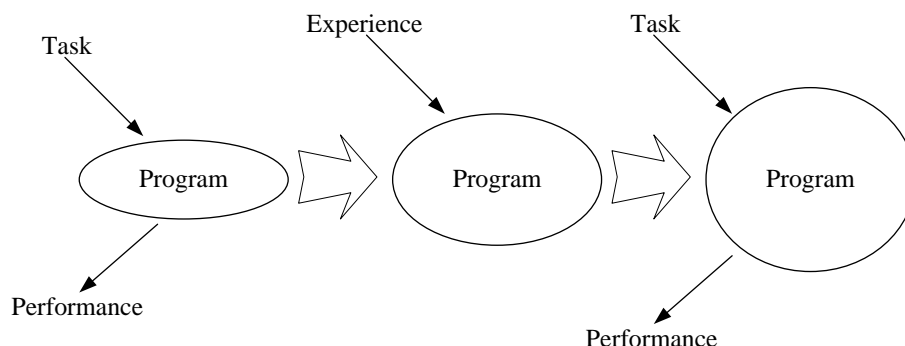 Experience
Task
Task
Program
Program
Program
Performance
Performance